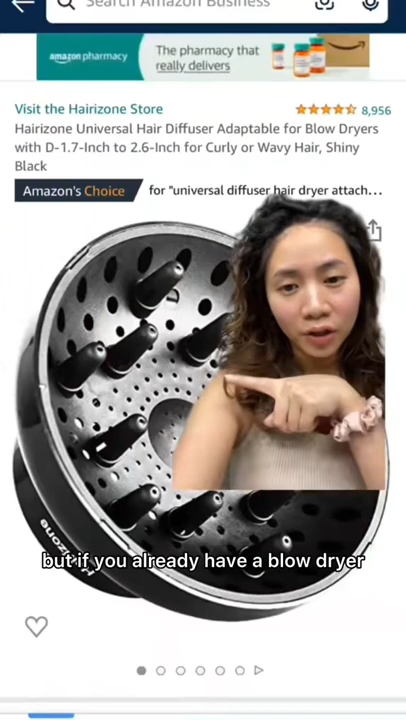 Search Amazon Business
amazon pharmacy
The pharmacy that
really delivers
Visit the Hairizone Store
8,956
Hairizone Universal Hair Diffuser Adaptable for Blow Dryers
with D-1.7-Inch to 2.6-Inch for Curly or Wavy Hair, Shiny
Black
Amazon's Choice for "universal diffuser hair dryer attach...
Hairizone
but if you already have a blow dryer